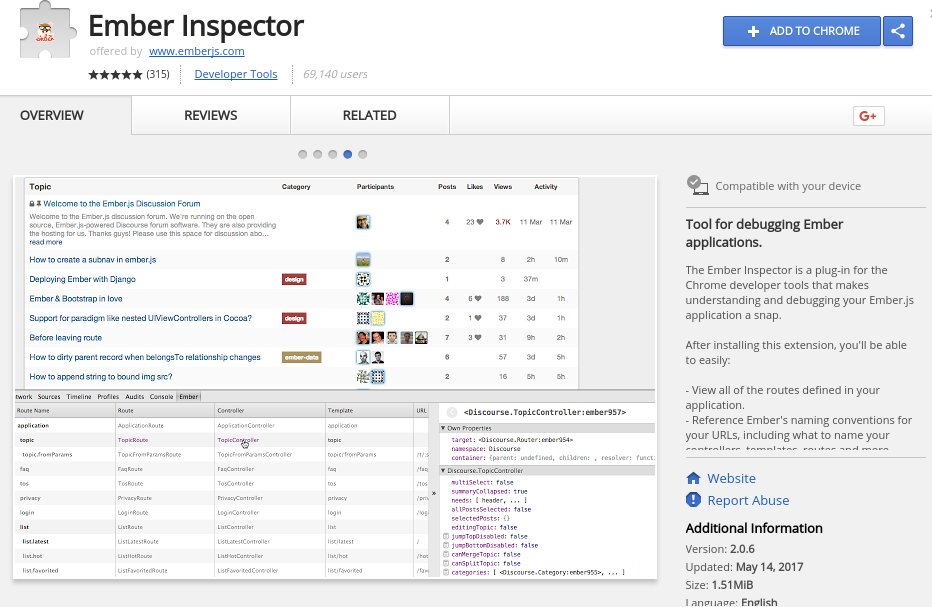 Ember Inspector
offered by www.emberjs.com
(315) Developer Tools 69,140 users
ADD TO CHROME
OVERVIEW REVIEWS RELATED
G+
Topic Category Participants Posts Likes Views Activity
Welcome to the Ember.js Discussion Forum
Welcome to the Ember.js discussion forum. We're running on the open
source, Ember.js-powered Discourse forum software. They are also providing
the hosting for us. Thanks guys! Please use this space for discussion abo...
read more
4 23 3.7K 11 Mar 11 Mar
How to create a subnav in ember.js 2 8 2h 10m
Deploying Ember with Django design 1 3 37m
Ember & Bootstrap in love 4 6 188 3d 1h
Support for paradigm like nested UIViewControllers in Cocoa? design 2 1 37 3d 1h
Before leaving route 7 3 31 9h 2h
How to dirty parent record when belongsTo relationship changes ember-data 6 57 3d 5h
How to append string to bound img src? 2 16 5h 5h
twork Sources Timeline Profiles Audits Console Ember
Route Name Route Controller Template URL
application ApplicationRoute ApplicationController application
topic TopicRoute TopicController topic
topic.fromParams TopicFromParamsRoute TopicFromParamsController topic/fromParams /t/:s
faq FaqRoute FaqController faq /faq
tos TosRoute TosController tos /tos
privacy PrivacyRoute PrivacyController privacy /priv
login LoginRoute LoginController login /login
list ListRoute ListController list
list.latest ListLatestRoute ListLatestController list/latest /
list.hot ListHotRoute ListHotController list/hot /hot
list.favorited ListFavoritedRoute ListFavoritedController list/favorited /favo
»
<Discourse.TopicController:ember957>
Own Properties
target: <Discourse.Router:ember954>
namespace: Discourse
container: {parent: undefined, children: , resolver: funct:
Discourse.TopicController
multiSelect: false
summaryCollapsed: true
needs: [ header, ... ]
allPostsSelected: false
selectedPosts: {}
editingTopic: false
jumpTopDisabled: false
jumpBottomDisabled: false
canMergeTopic: false
canSplitTopic: false
categories: [ <Discourse.Category:ember955>, ... ]
Compatible with your device
Tool for debugging Ember
applications.
The Ember Inspector is a plug-in for the
Chrome developer tools that makes
understanding and debugging your Ember.js
application a snap.
After installing this extension, you'll be able
to easily:
- View all of the routes defined in your
application.
- Reference Ember's naming conventions for
your URLs, including what to name your
controllers, templates, routes and more.
Website
Report Abuse
Additional Information
Version: 2.0.6
Updated: May 14, 2017
Size: 1.51MiB
Language: English